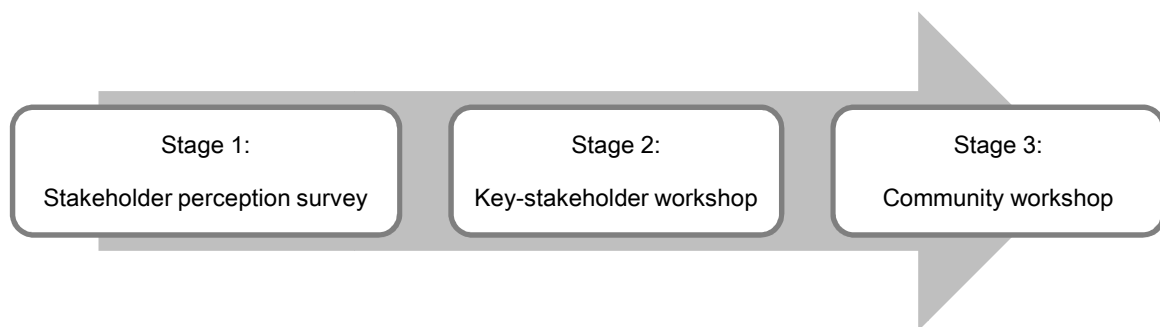 Stage 1:
Stakeholder perception survey
Stage 2:
Key-stakeholder workshop
Stage 3:
Community workshop